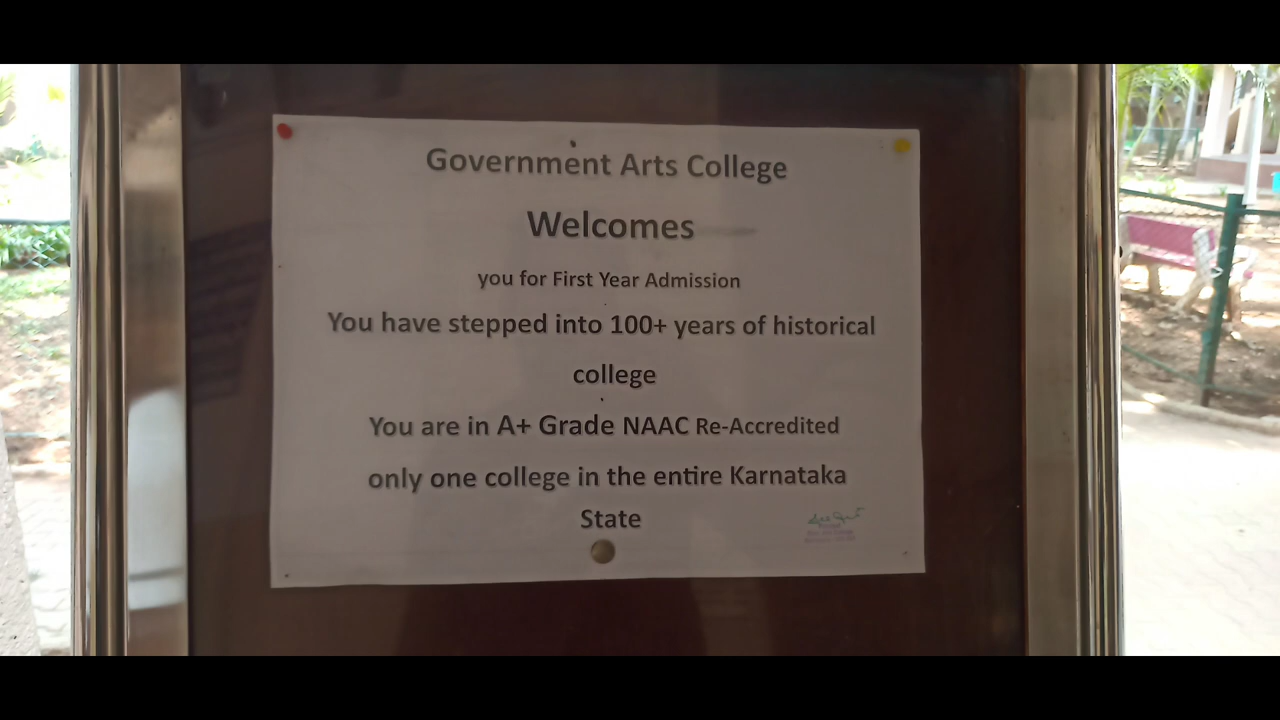 Government Arts College
Welcomes
you for First Year Admission
You have stepped into 100+ years of historical
college
You are in A+ Grade NAAC Re-Accredited
only one college in the entire Karnataka
State